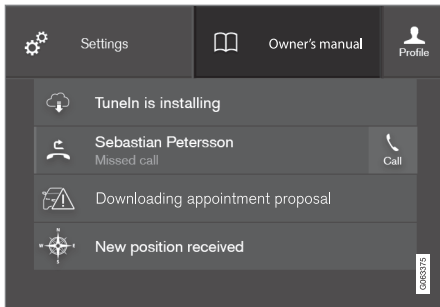 Settings
Owner's manual
Profile
TuneIn is installing
Sebastian Petersson
Missed call
Call
Downloading appointment proposal
New position received
G063375